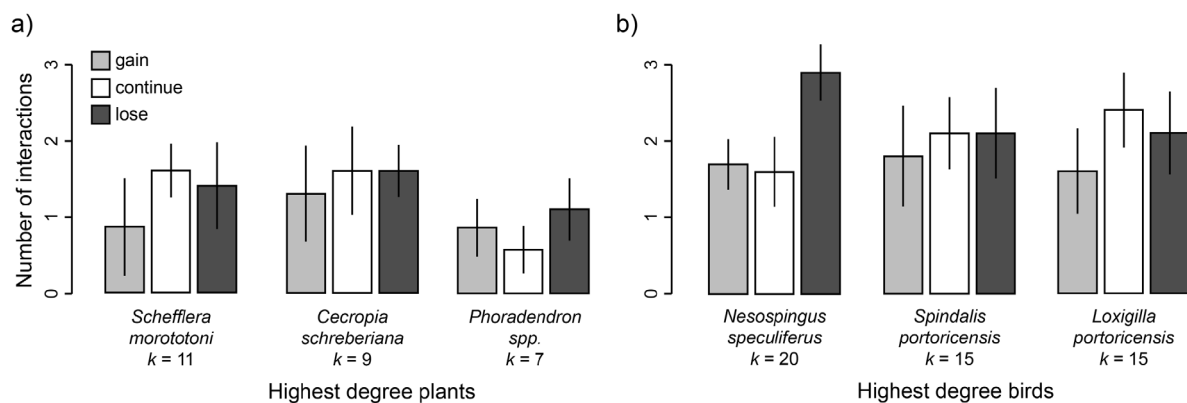 a)
Number of interactions
3
2
1
0
gain
continue
lose
Schefflera
morototoni
k = 11
Cecropia
schreberiana
k = 9
Phoradendron
spp.
k = 7
Highest degree plants
b)
3
2
1
0
Nesospingus
speculiferus
k = 20
Spindalis
portoricensis
k = 15
Loxigilla
portoricensis
k = 15
Highest degree birds